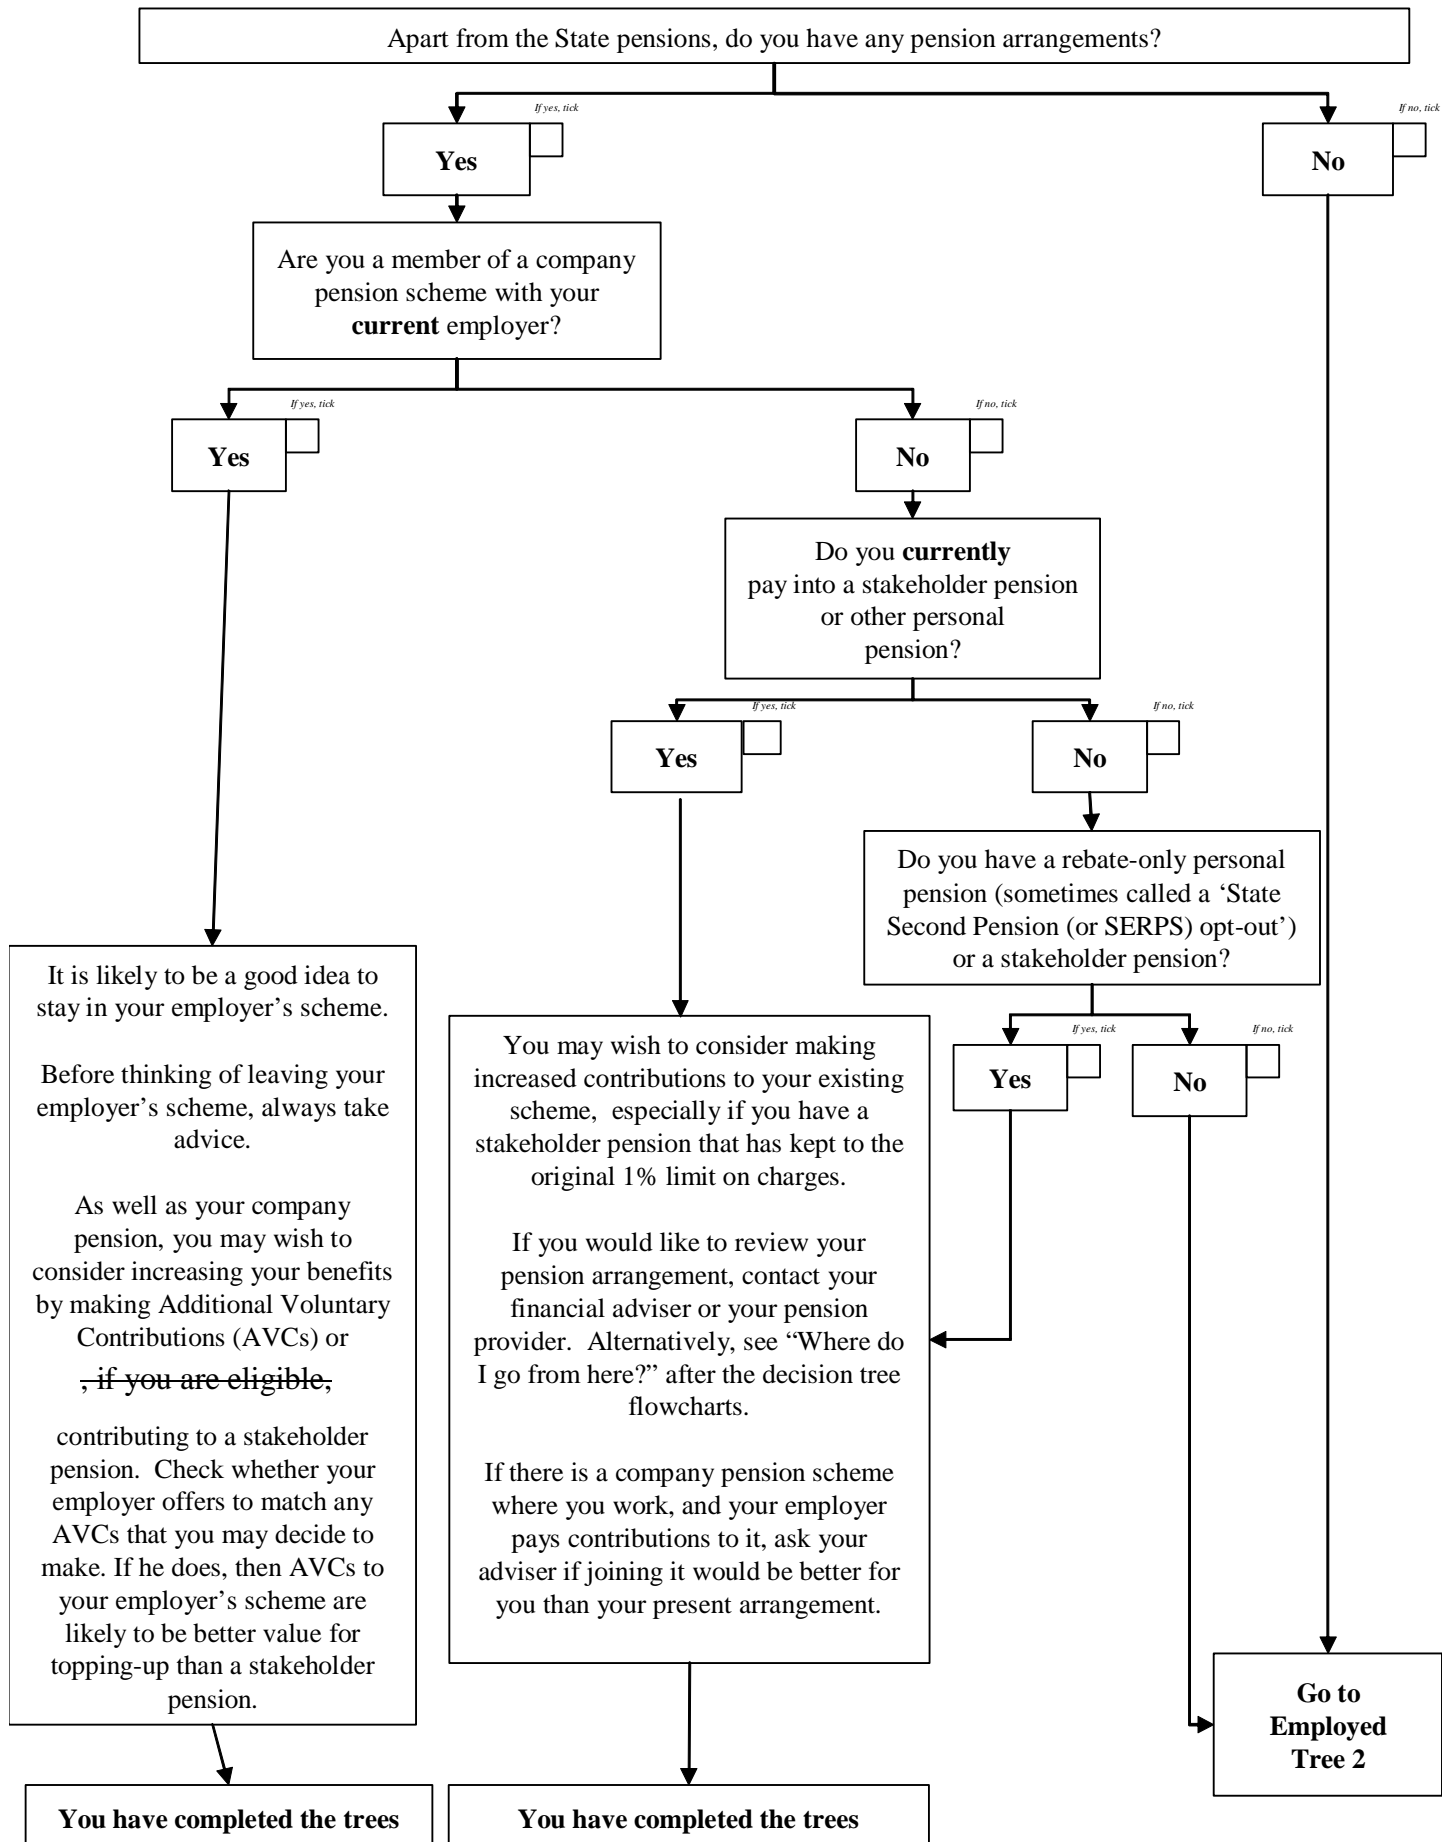 Apart from the State pensions, do you have any pension arrangements?
If yes, tick
Yes
If no, tick
No
Are you a member of a company
pension scheme with your
current employer?
If yes, tick
Yes
If no, tick
No
Do you currently
pay into a stakeholder pension
or other personal
pension?
If yes, tick
Yes
If no, tick
No
Do you have a rebate-only personal
pension (sometimes called a ‘State
Second Pension (or SERPS) opt-out’)
or a stakeholder pension?
If yes, tick
Yes
If no, tick
No
It is likely to be a good idea to
stay in your employer’s scheme.
Before thinking of leaving your
employer’s scheme, always take
advice.
As well as your company
pension, you may wish to
consider increasing your benefits
by making Additional Voluntary
Contributions (AVCs) or
, if you are eligible,
contributing to a stakeholder
pension.  Check whether your
employer offers to match any
AVCs that you may decide to
make. If he does, then AVCs to
your employer’s scheme are
likely to be better value for
topping-up than a stakeholder
pension.
You may wish to consider making
increased contributions to your existing
scheme,  especially if you have a
stakeholder pension that has kept to the
original 1% limit on charges.
If you would like to review your
pension arrangement, contact your
financial adviser or your pension
provider.  Alternatively, see “Where do
I go from here?” after the decision tree
flowcharts.
If there is a company pension scheme
where you work, and your employer
pays contributions to it, ask your
adviser if joining it would be better for
you than your present arrangement.
Go to
Employed
Tree 2
You have completed the trees
You have completed the trees